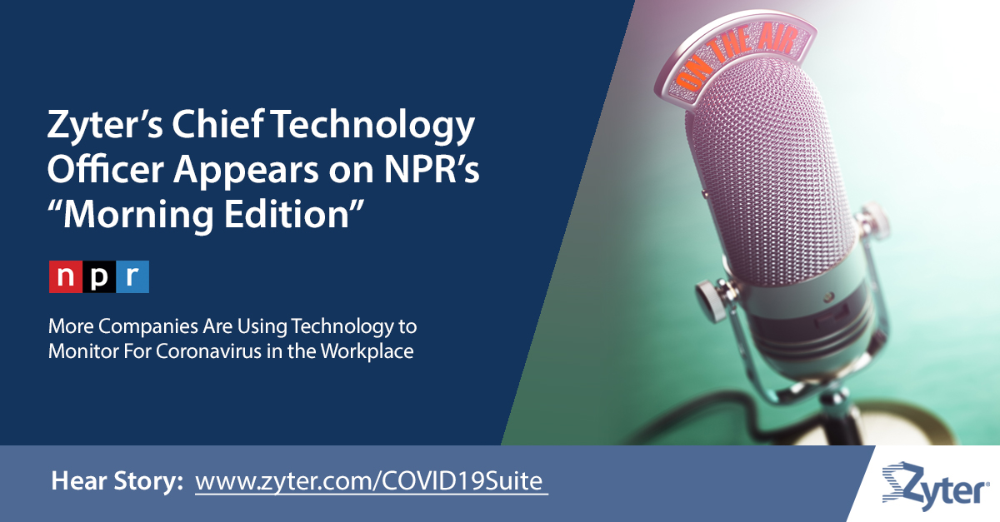 ON THE AIR
Zyter’s Chief Technology
Officer Appears on NPR’s
“Morning Edition”
npr
More Companies Are Using Technology to
Monitor For Coronavirus in the Workplace
Hear Story: www.zyter.com/COVID19Suite
Zyter®